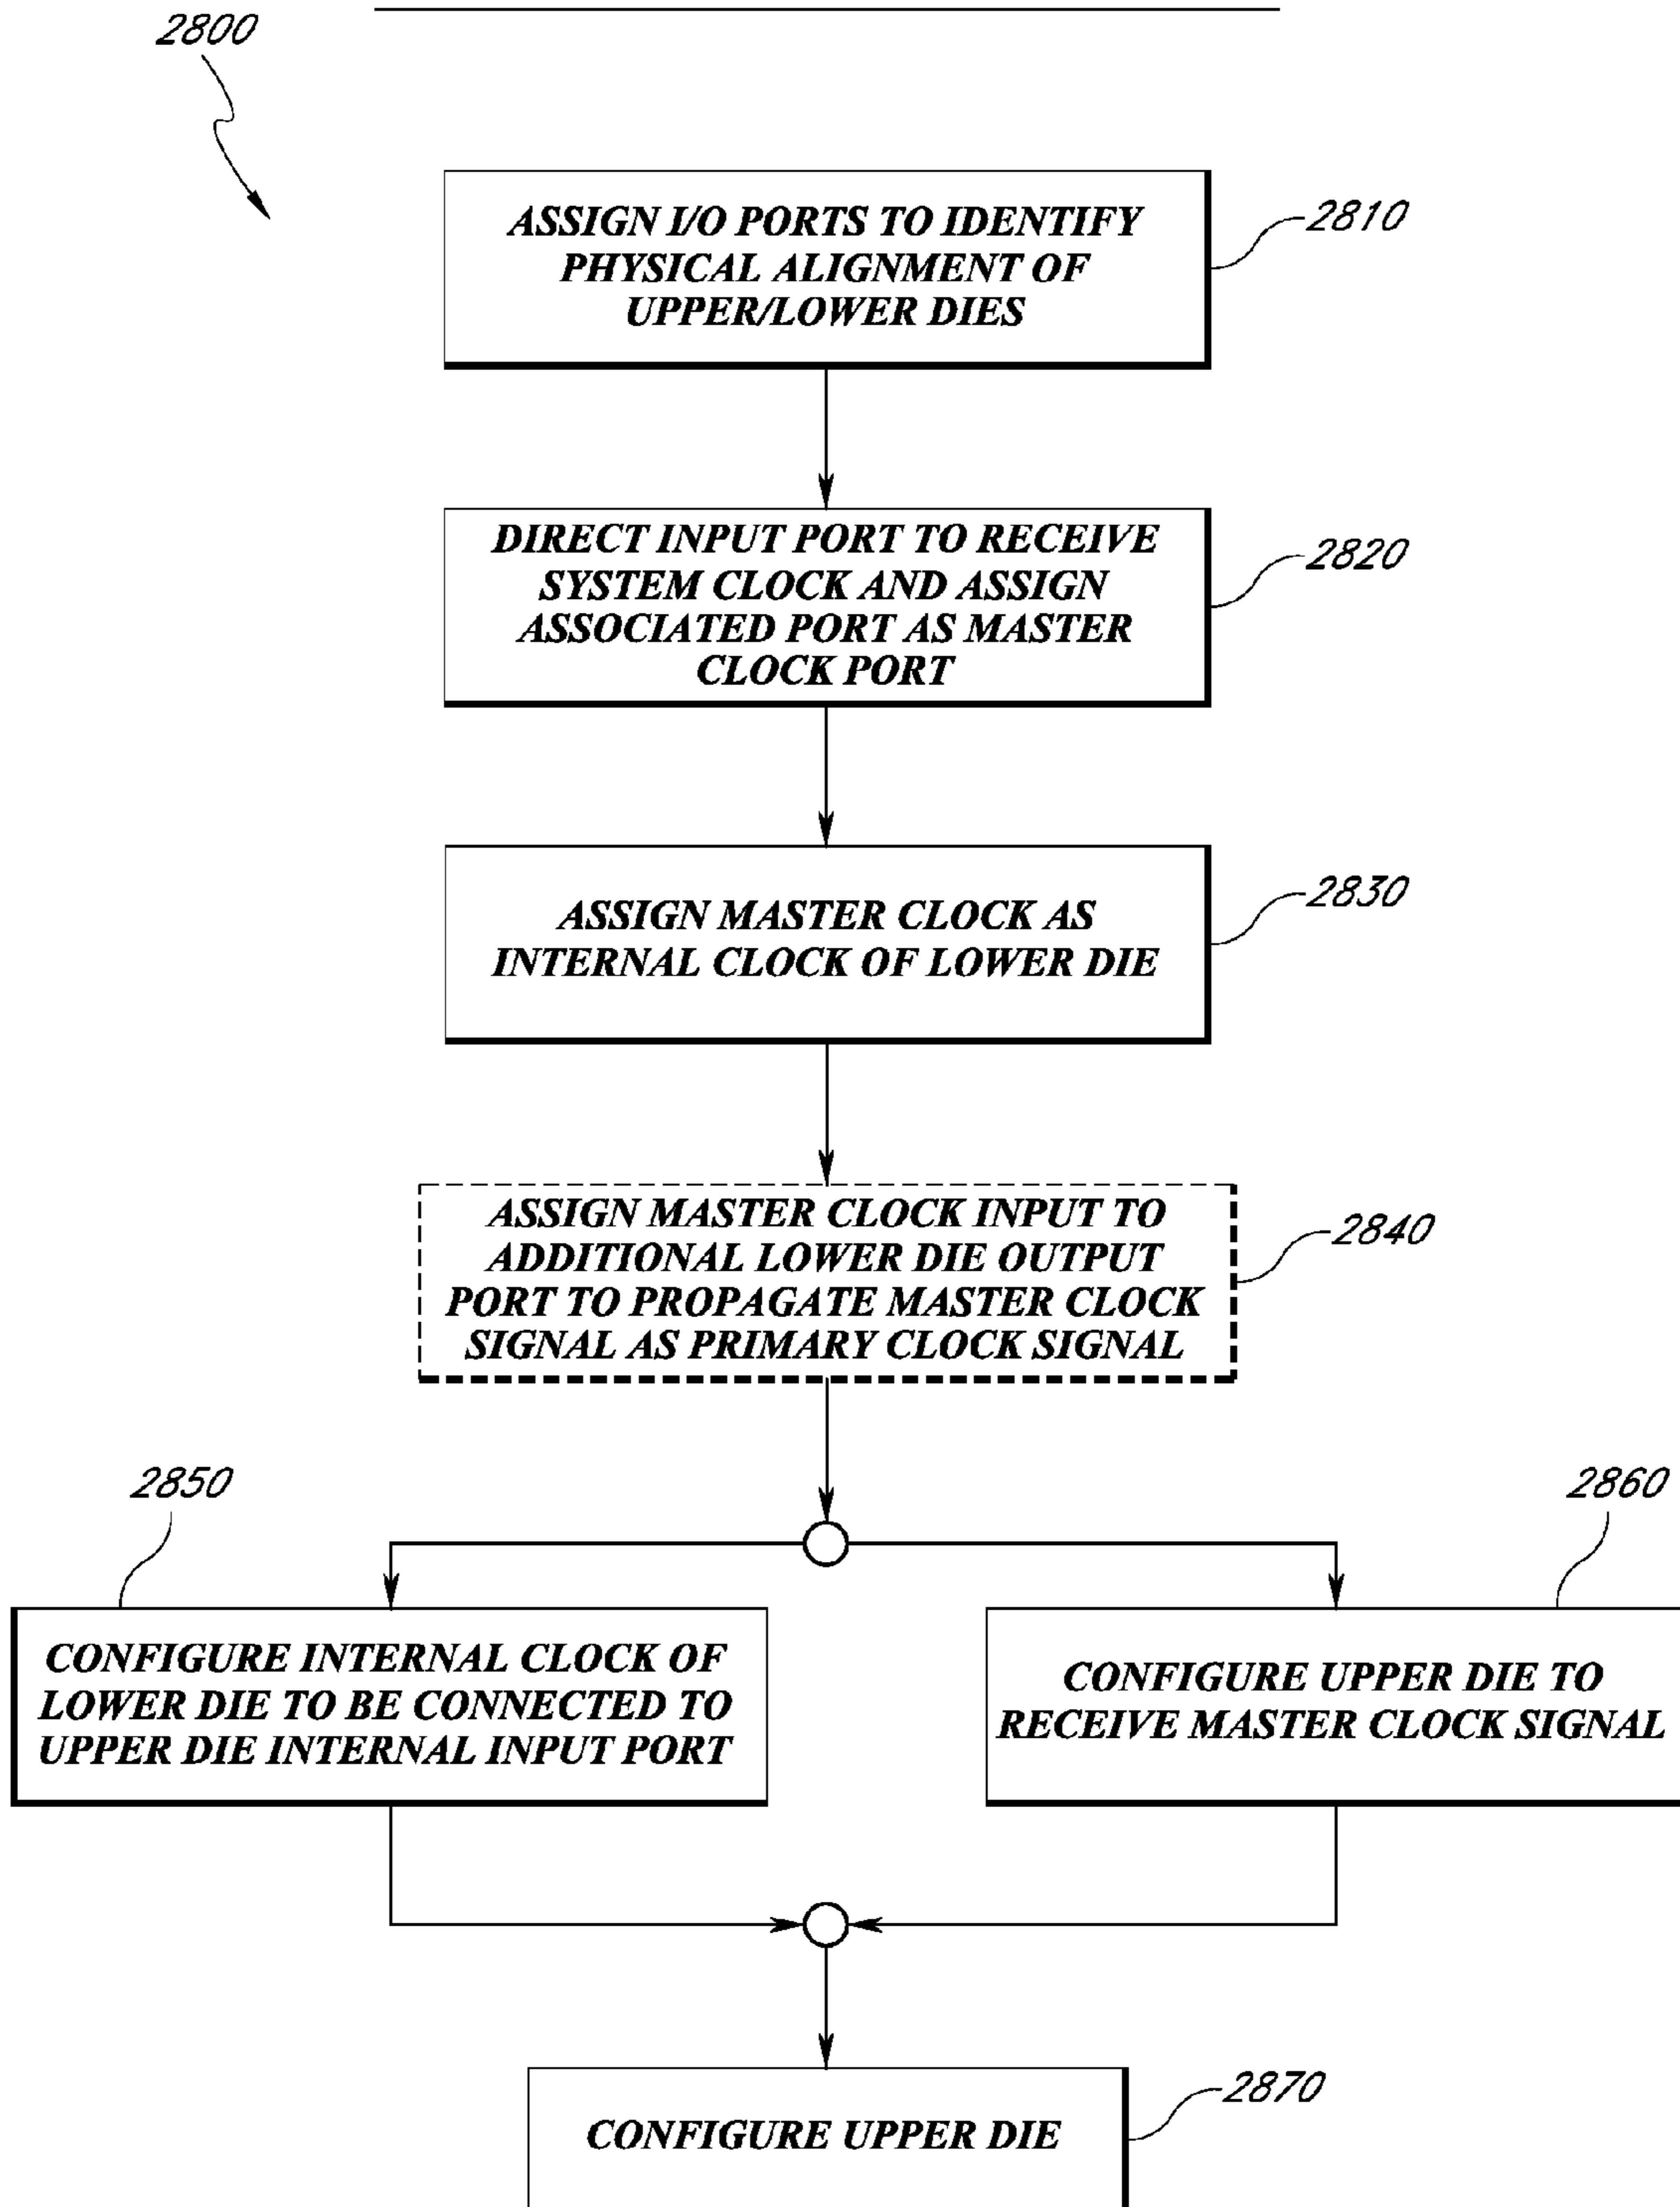 2800
ASSIGN I/O PORTS TO IDENTIFY
PHYSICAL ALIGNMENT OF
UPPER/LOWER DIES
2810
DIRECT INPUT PORT TO RECEIVE
SYSTEM CLOCK AND ASSIGN
ASSOCIATED PORT AS MASTER
CLOCK PORT
2820
ASSIGN MASTER CLOCK AS
INTERNAL CLOCK OF LOWER DIE
2830
ASSIGN MASTER CLOCK INPUT TO
ADDITIONAL LOWER DIE OUTPUT
PORT TO PROPAGATE MASTER CLOCK
SIGNAL AS PRIMARY CLOCK SIGNAL
2840
2850
CONFIGURE INTERNAL CLOCK OF
LOWER DIE TO BE CONNECTED TO
UPPER DIE INTERNAL INPUT PORT
2860
CONFIGURE UPPER DIE TO
RECEIVE MASTER CLOCK SIGNAL
CONFIGURE UPPER DIE
2870